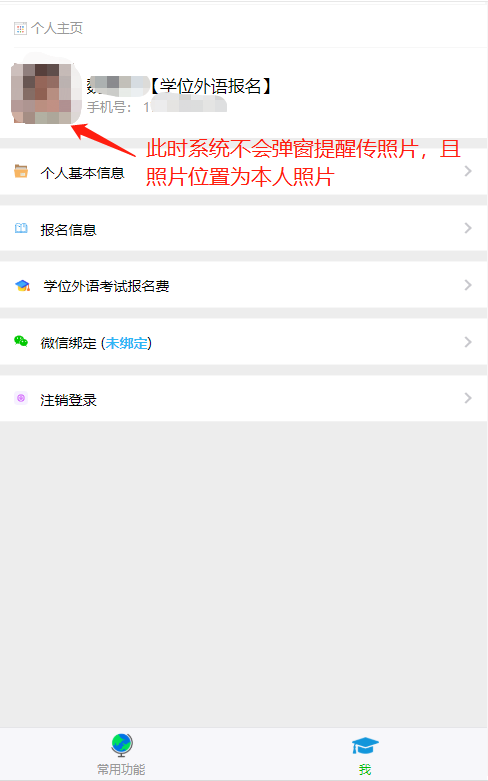 个人主页
【学位外语报名】
手机号： 1
此时系统不会弹窗提醒传照片，且
照片位置为本人照片
个人基本信息
报名信息
学位外语考试报名费
微信绑定 (未绑定)
注销登录
常用功能
我